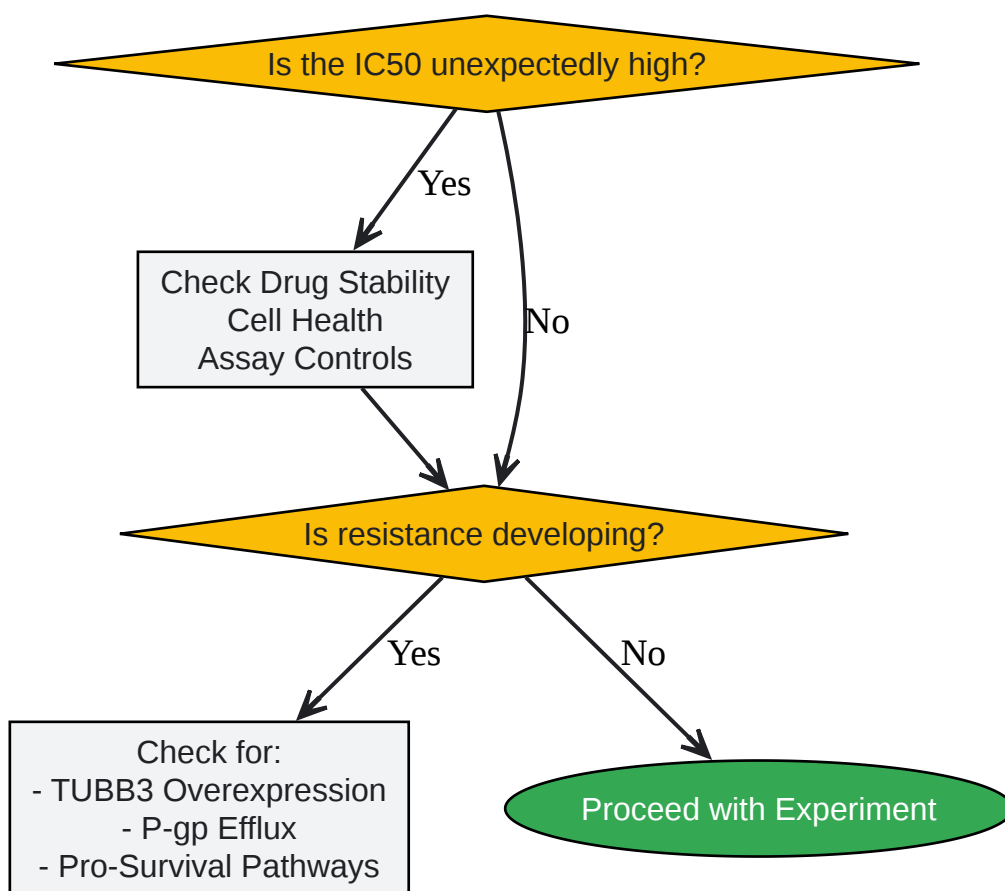 Is the IC50 unexpectedly high?
Yes
Check Drug Stability
Cell Health
Assay Controls
No
Is resistance developing?
Yes
No
Check for:
- TUBB3 Overexpression
- P-gp Efflux
- Pro-Survival Pathways
Proceed with Experiment